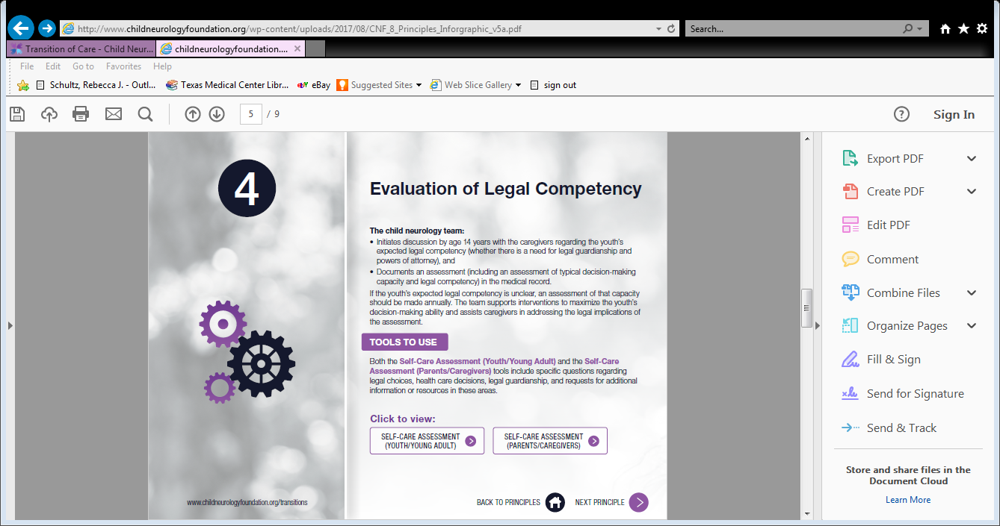 http://www.childneurologyfoundation.org/wp-content/uploads/2017/08/CNF_8_Principles_Inforgraphic_v5a.pdf
Search...
Transition of Care - Child Neur...
childneurologyfoundation....
File Edit Go to Favorites Help
Schultz, Rebecca J. - Outl...
Texas Medical Center Libr...
eBay
Suggested Sites
Web Slice Gallery
sign out
5 / 9
Sign In
4
Evaluation of Legal Competency
The child neurology team:
• Initiates discussion by age 14 years with the caregivers regarding the youth's
expected legal competency (whether there is a need for legal guardianship and
powers of attorney), and
• Documents an assessment (including an assessment of typical decision-making
capacity and legal competency) in the medical record.
If the youth's expected legal competency is unclear, an assessment of that capacity
should be made annually. The team supports interventions to maximize the youth's
decision-making ability and assists caregivers in addressing the legal implications of
the assessment.
TOOLS TO USE
Both the Self-Care Assessment (Youth/Young Adult) and the Self-Care
Assessment (Parents/Caregivers) tools include specific questions regarding
legal choices, health care decisions, legal guardianship, and requests for additional
information or resources in these areas.
Click to view:
SELF-CARE ASSESSMENT
(YOUTH/YOUNG ADULT)
SELF-CARE ASSESSMENT
(PARENTS/CAREGIVERS)
www.childneurologyfoundation.org/transitions
BACK TO PRINCIPLES
NEXT PRINCIPLE
Export PDF
Create PDF
Edit PDF
Comment
Combine Files
Organize Pages
Fill & Sign
Send for Signature
Send & Track
Store and share files in the
Document Cloud
Learn More